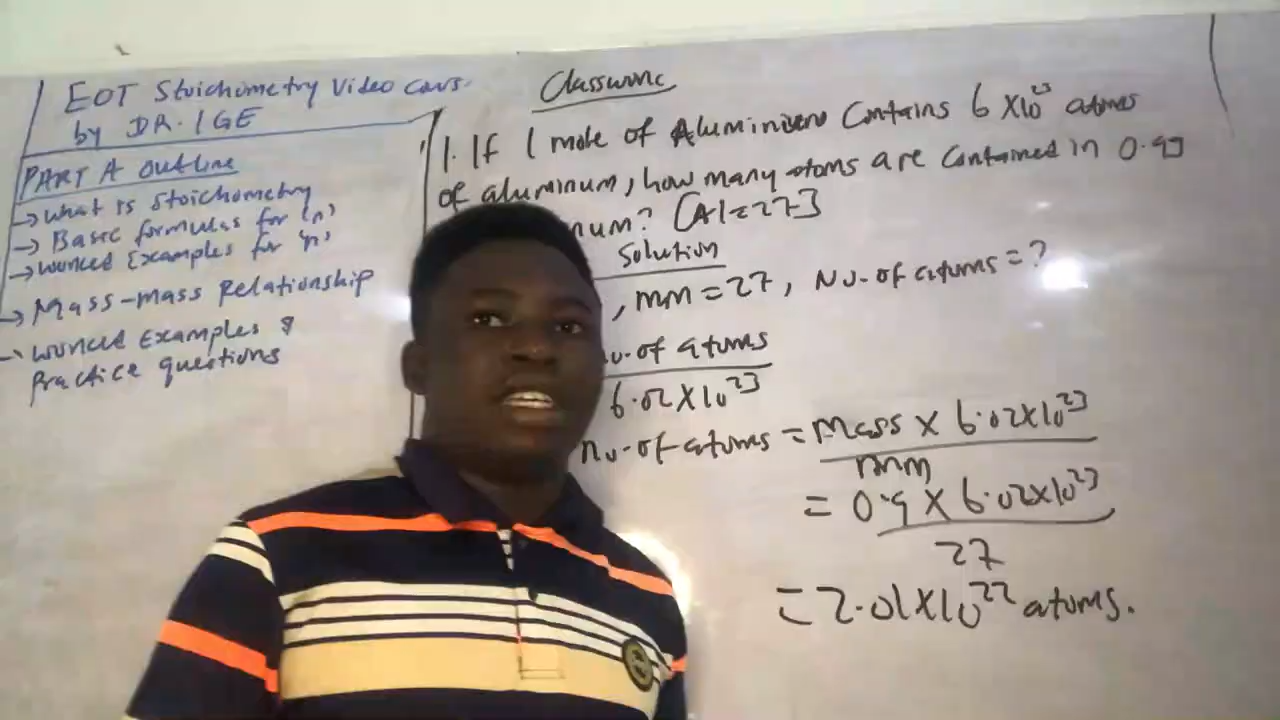 EOT Stoichometry Video Cours.
by DR. IGE
PART A OUTLINE
→ What is Stoichometry
→ Basic formulas for 'n'
→ Worked Examples for 'n'
→ Mass-mass Relationship
→ Worked Examples &
Practice questions
Classwork
1. If 1 mole of Aluminium Contains 6 X10²³ atoms
of aluminum, how many atoms are contained in 0.9g
num? [Al=27]
Solution
, mm = 27, No. of atoms = ?
No. of atoms
6.02X10²³
No. of atoms = Mass X 6.02X10²³
mm
= 0.9 X 6.02X10²³
27
= 2.01X10²² atoms.